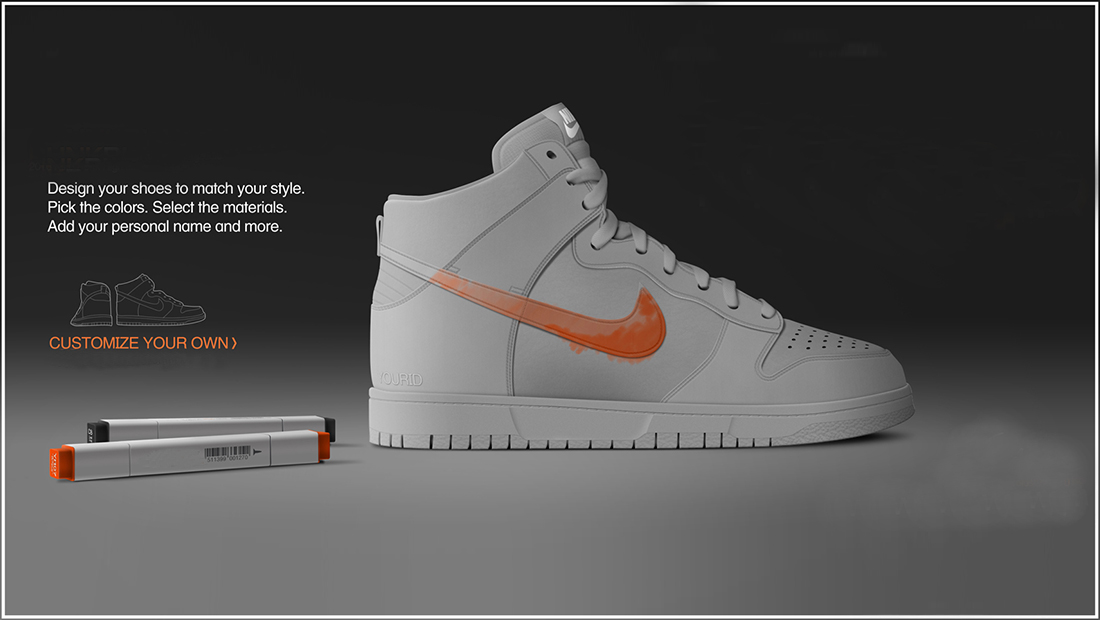 Design your shoes to match your style.
Pick the colors. Select the materials.
Add your personal name and more.
CUSTOMIZE YOUR OWN
YOURID